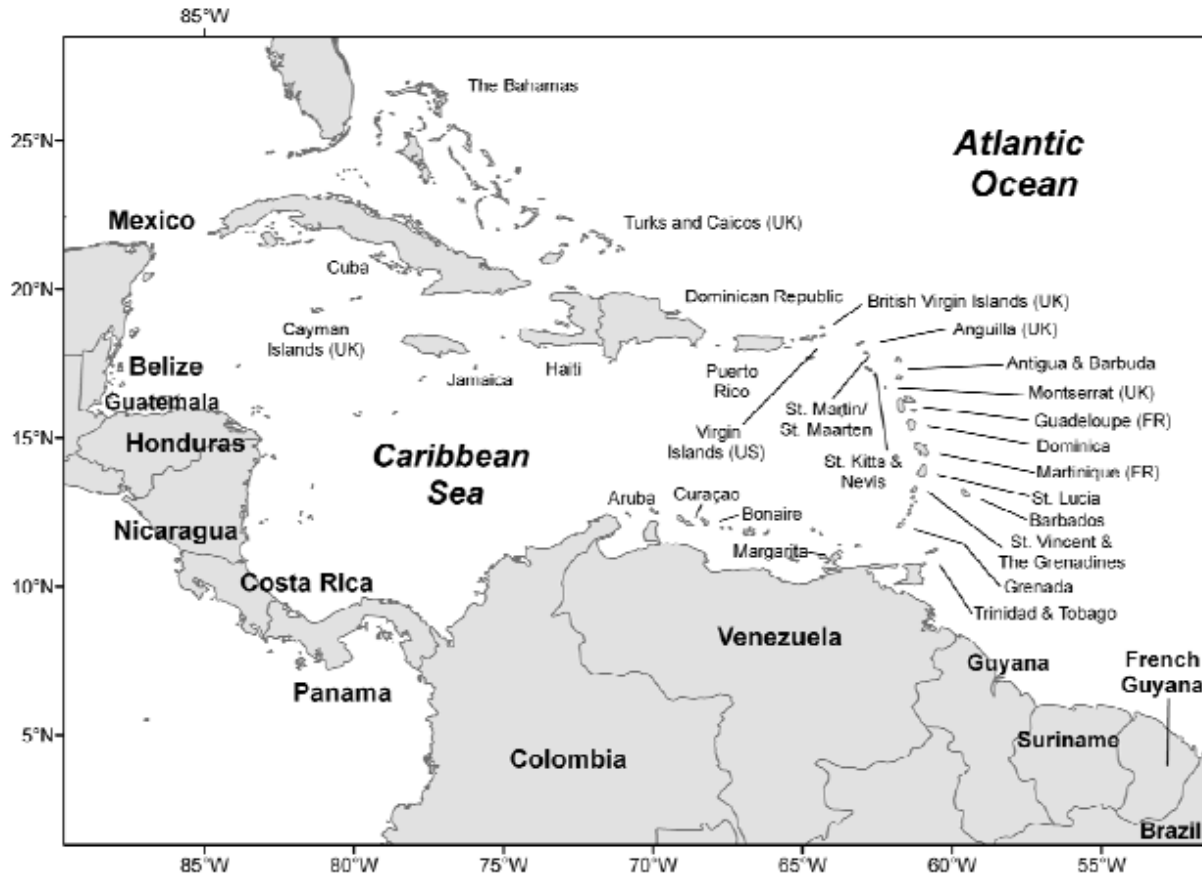 85°W
The Bahamas
25°N
Atlantic
Ocean
Mexico
Turks and Caicos (UK)
Cuba
20°N
Dominican Republic
British Virgin Islands (UK)
Cayman
Islands (UK)
Anguilla (UK)
Jamaica
Haiti
Puerto
Rico
Belize
Antigua & Barbuda
Guatemala
Montserrat (UK)
St. Martin/
St. Maarten
Guadeloupe (FR)
15°N
Honduras
Virgin
Islands (US)
Dominica
Caribbean
Sea
St. Kitts &
Nevis
Martinique (FR)
St. Lucia
Aruba
Curaçao
Bonaire
Barbados
Nicaragua
St. Vincent &
The Grenadines
Margarita
10°N
Costa RIca
Grenada
Trinidad & Tobago
Venezuela
Guyana
French
Guyana
Panama
5°N
Colombia
Suriname
Brazil
85°W
80°W
75°W
70°W
65°W
60°W
55°W